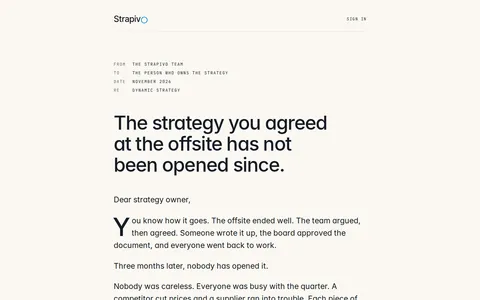 Strapivo
SIGN IN
FROM THE STRAPIVO TEAM
TO THE PERSON WHO OWNS THE STRATEGY
DATE NOVEMBER 2026
RE DYNAMIC STRATEGY
The strategy you agreed
at the offsite has not
been opened since.
Dear strategy owner,
You know how it goes. The offsite ended well. The team argued,
then agreed. Someone wrote it up, the board approved the
document, and everyone went back to work.
Three months later, nobody has opened it.
Nobody was careless. Everyone was busy with the quarter. A
competitor cut prices and a supplier ran into trouble. Each piece of